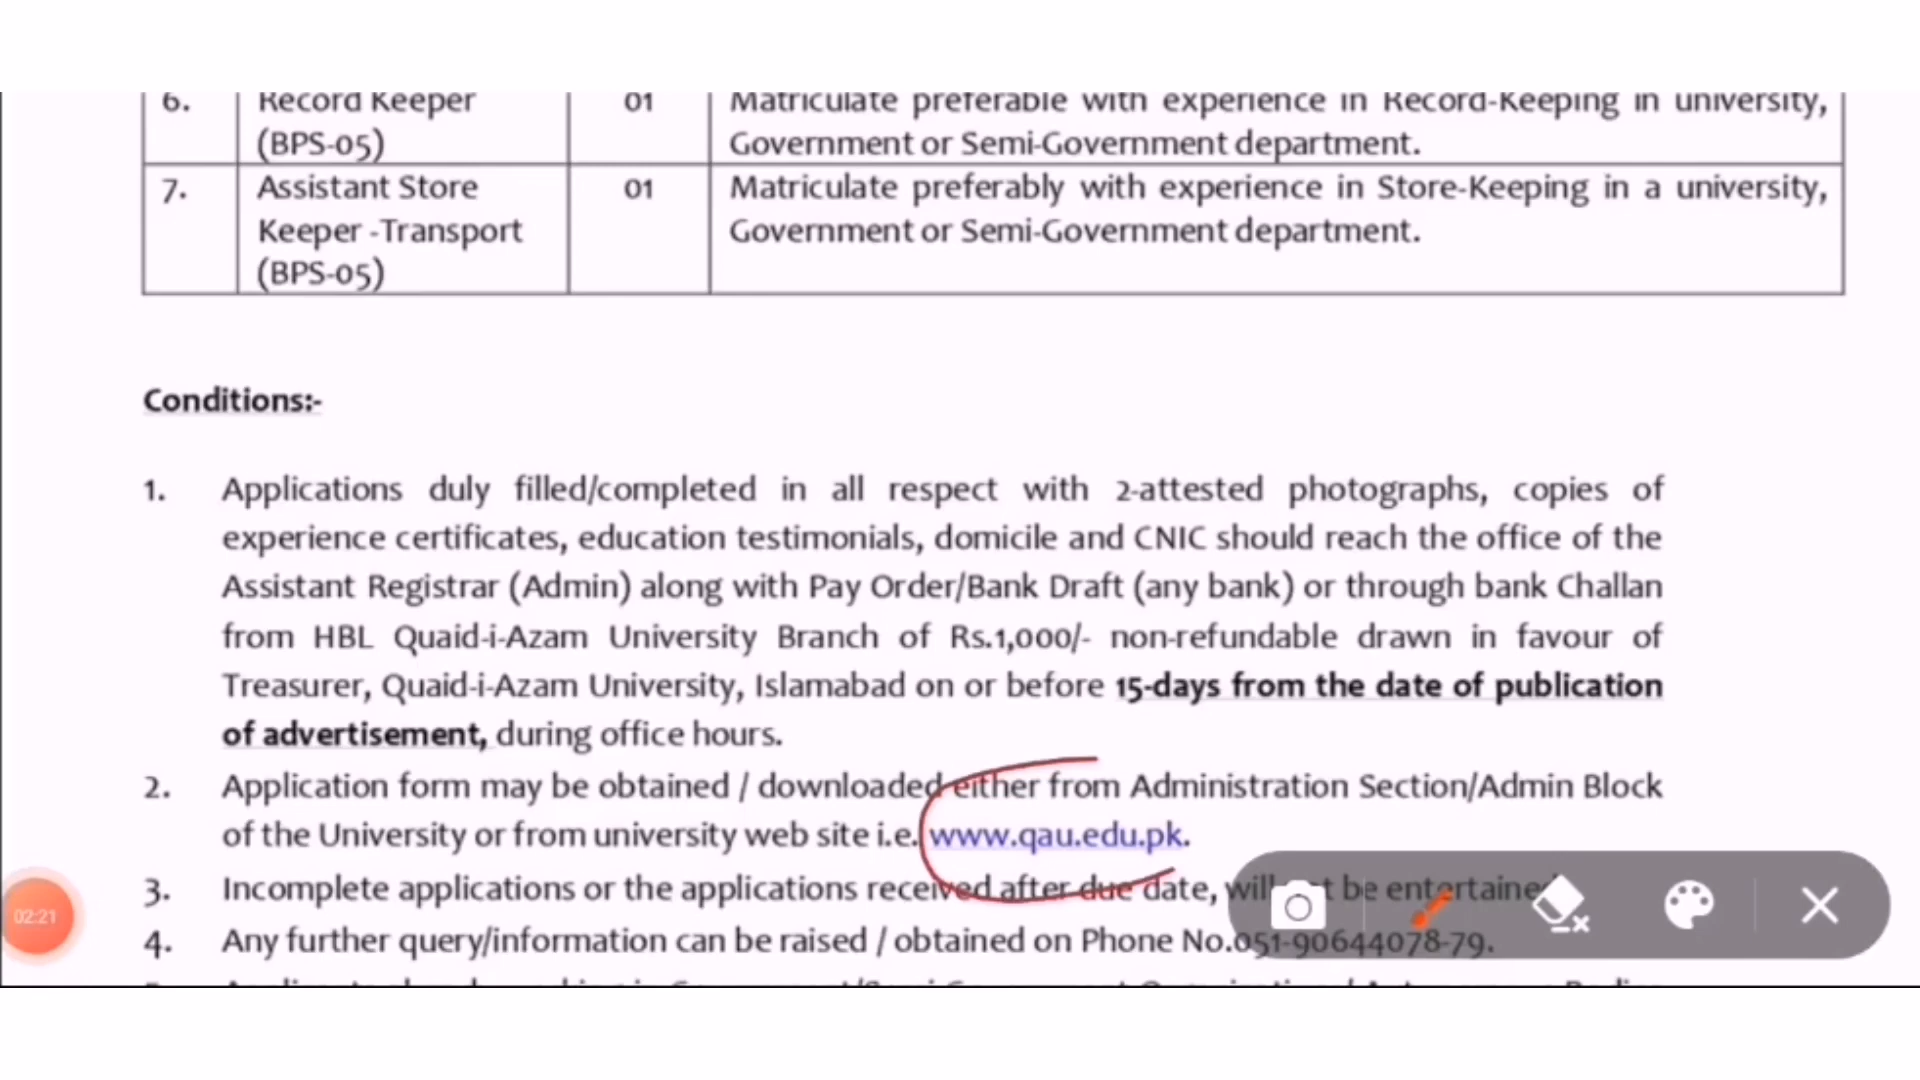 6. Record Keeper 01 Matriculate preferable with experience in Record-Keeping in university,
(BPS-05) Government or Semi-Government department.
7. Assistant Store 01 Matriculate preferably with experience in Store-Keeping in a university,
Keeper -Transport Government or Semi-Government department.
(BPS-05)
Conditions:-
1. Applications duly filled/completed in all respect with 2-attested photographs, copies of
experience certificates, education testimonials, domicile and CNIC should reach the office of the
Assistant Registrar (Admin) along with Pay Order/Bank Draft (any bank) or through bank Challan
from HBL Quaid-i-Azam University Branch of Rs.1,000/- non-refundable drawn in favour of
Treasurer, Quaid-i-Azam University, Islamabad on or before 15-days from the date of publication
of advertisement, during office hours.
2. Application form may be obtained / downloaded either from Administration Section/Admin Block
of the University or from university web site i.e. www.qau.edu.pk.
3. Incomplete applications or the applications received after due date, will not be entertained
4. Any further query/information can be raised / obtained on Phone No.051-90644078-79.
02:21